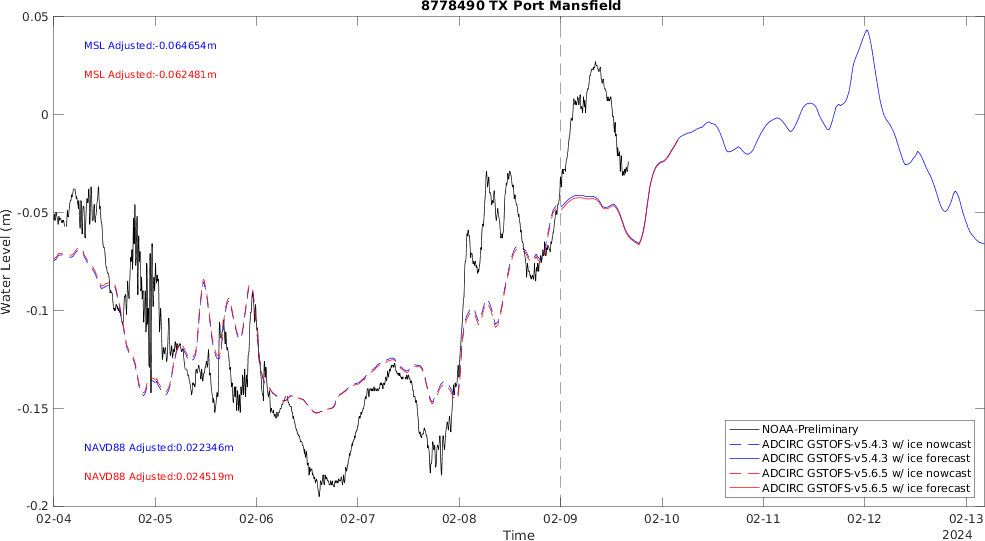 8778490 TX Port Mansfield
0.05
0
-0.05
-0.1
-0.15
-0.2
Water Level (m)
MSL Adjusted:-0.064654m
MSL Adjusted:-0.062481m
NAVD88 Adjusted:0.022346m
NAVD88 Adjusted:0.024519m
NOAA-Preliminary
ADCIRC GSTOFS-v5.4.3 w/ ice nowcast
ADCIRC GSTOFS-v5.4.3 w/ ice forecast
ADCIRC GSTOFS-v5.6.5 w/ ice nowcast
ADCIRC GSTOFS-v5.6.5 w/ ice forecast
02-04 02-05 02-06 02-07 02-08 02-09 02-10 02-11 02-12 02-13
Time
2024